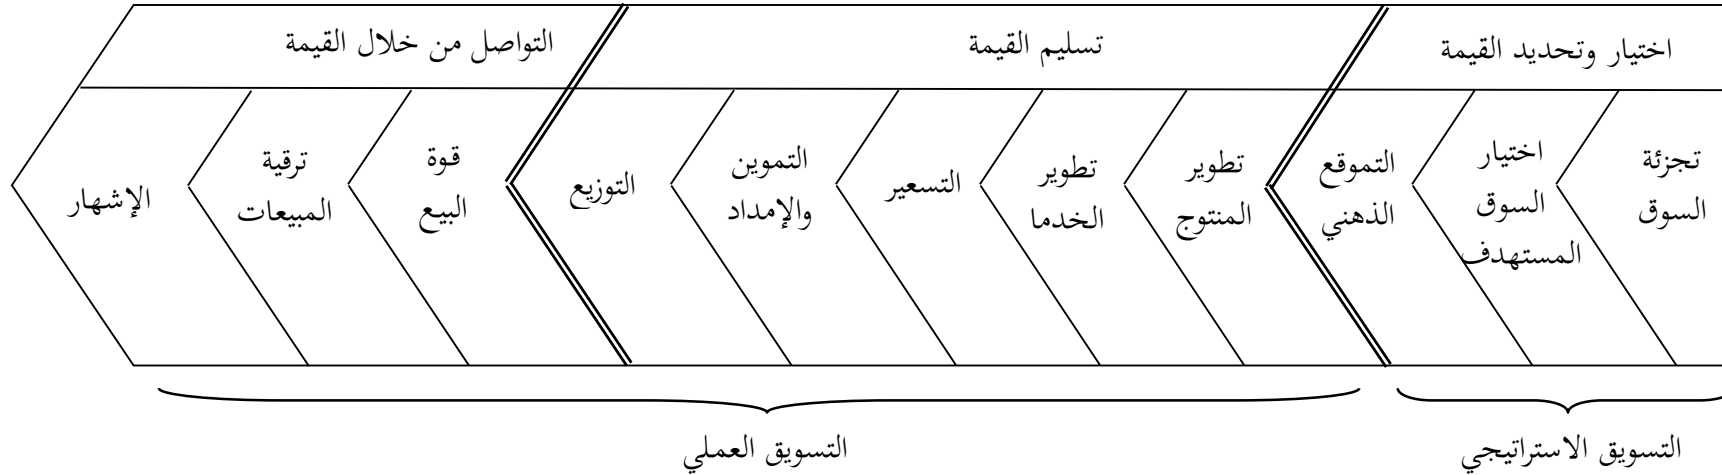 اختيار وتحديد القيمة
تسليم القيمة
التواصل من خلال القيمة
تجزئة
السوق
اختيار
السوق
المستهدف
التموقع
الذهني
تطوير
المنتوج
تطوير
الخدما
التسعير
التموين
والإمداد
التوزيع
قوة
البيع
ترقية
المبيعات
الإشهار
التسويق الاستراتيجي
التسويق العملي